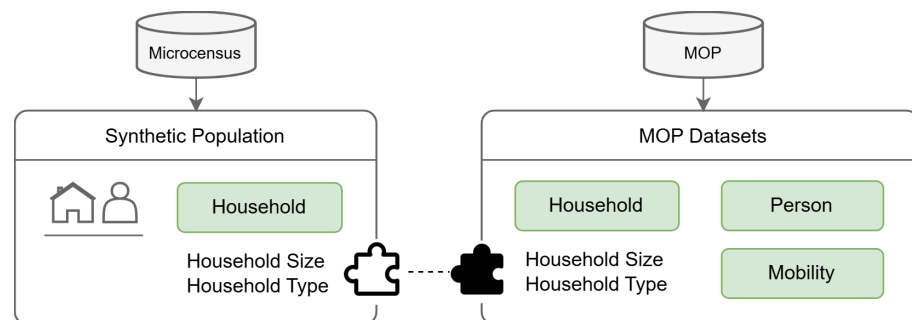 Microcensus
MOP
Synthetic Population
MOP Datasets
Household
Household
Person
Household Size
Household Type
Household Size
Household Type
Mobility